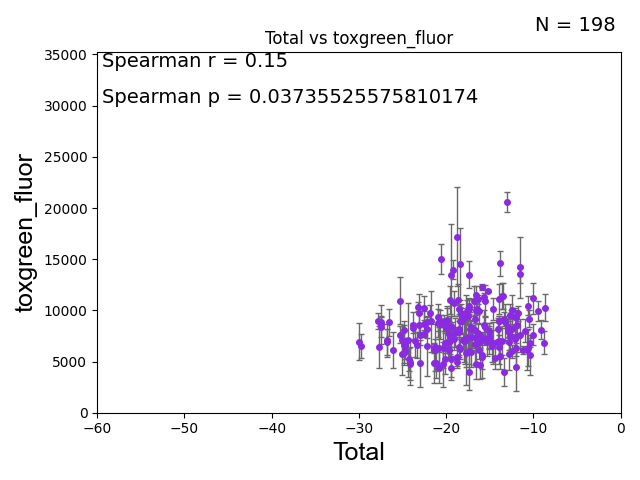 N = 198
Total vs toxgreen_fluor
Spearman r = 0.15
Spearman p = 0.03735525575810174
toxgreen_fluor
35000
30000
25000
20000
15000
10000
5000
0
−60 −50 −40 −30 −20 −10 0
Total